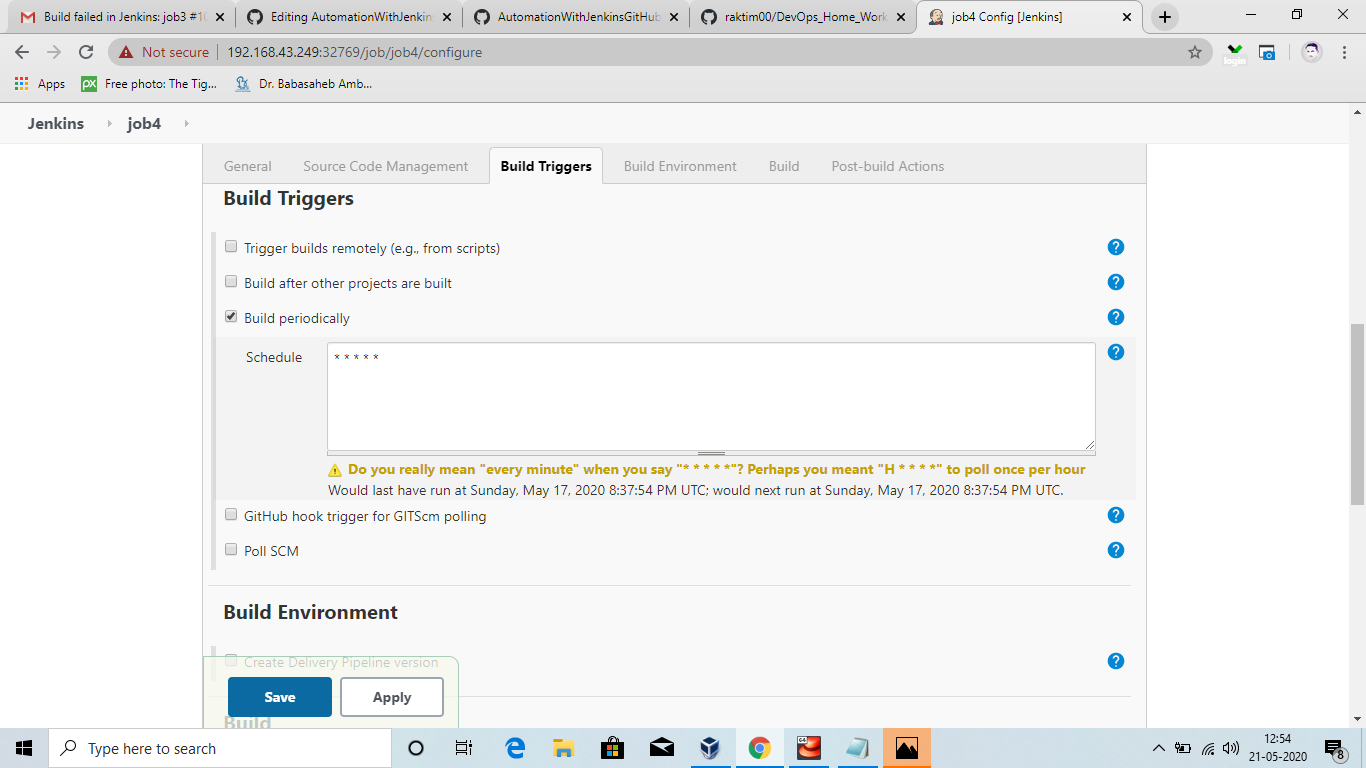 Build failed in Jenkins: job3 #10
Editing AutomationWithJenkin
AutomationWithJenkinsGitHub
raktim00/DevOps_Home_Work
job4 Config [Jenkins]
Not secure
192.168.43.249:32769/job/job4/configure
login
Apps
px
Free photo: The Tig...
Dr. Babasaheb Amb...
Jenkins
job4
General
Source Code Management
Build Triggers
Build Environment
Build
Post-build Actions
Build Triggers
Trigger builds remotely (e.g., from scripts)
?
Build after other projects are built
?
Build periodically
?
Schedule
* * * * *
?
Do you really mean "every minute" when you say "* * * * *"? Perhaps you meant "H * * * *" to poll once per hour
Would last have run at Sunday, May 17, 2020 8:37:54 PM UTC; would next run at Sunday, May 17, 2020 8:37:54 PM UTC.
GitHub hook trigger for GITScm polling
?
Poll SCM
?
Build Environment
Create Delivery Pipeline version
?
Save
Apply
Build
Type here to search
64
12:54
21-05-2020
8